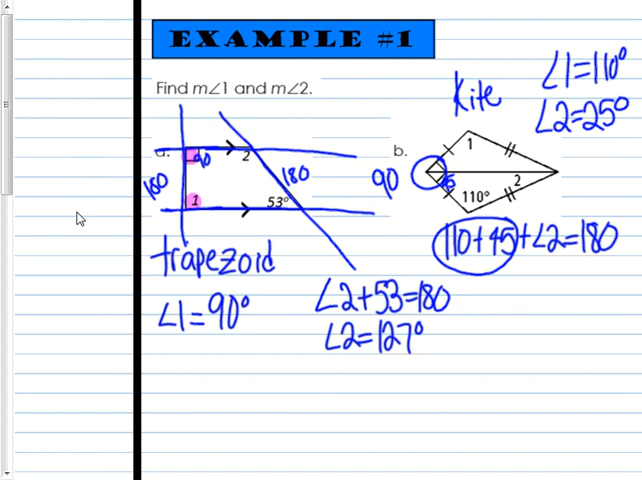 EXAMPLE #1
Find m∠1 and m∠2.
∠1=110°
∠2=25°
Kite
a.
90
2
180
180
1
53°
trapezoid
∠1=90°
∠2+53=180
∠2=127°
b.
90
1
2
45
110°
110+45+∠2=180